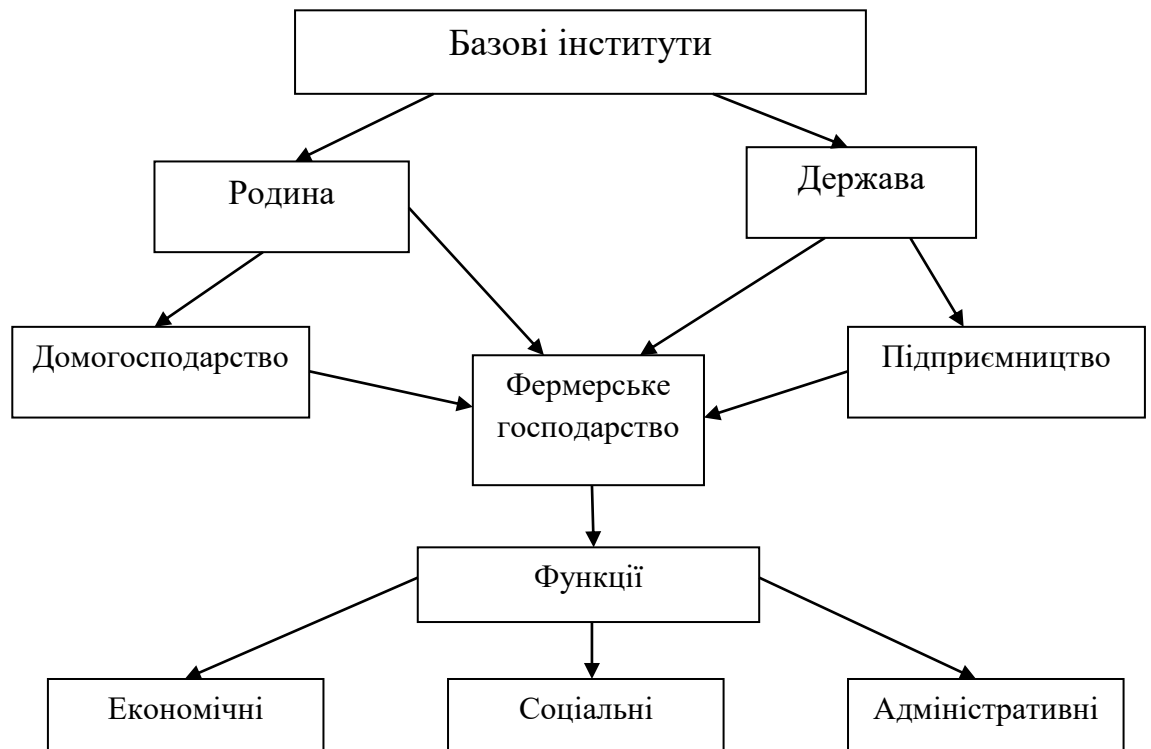 Базові інститути
Родина
Держава
Домогосподарство
Фермерське
господарство
Підприємництво
Функції
Економічні
Соціальні
Адміністративні